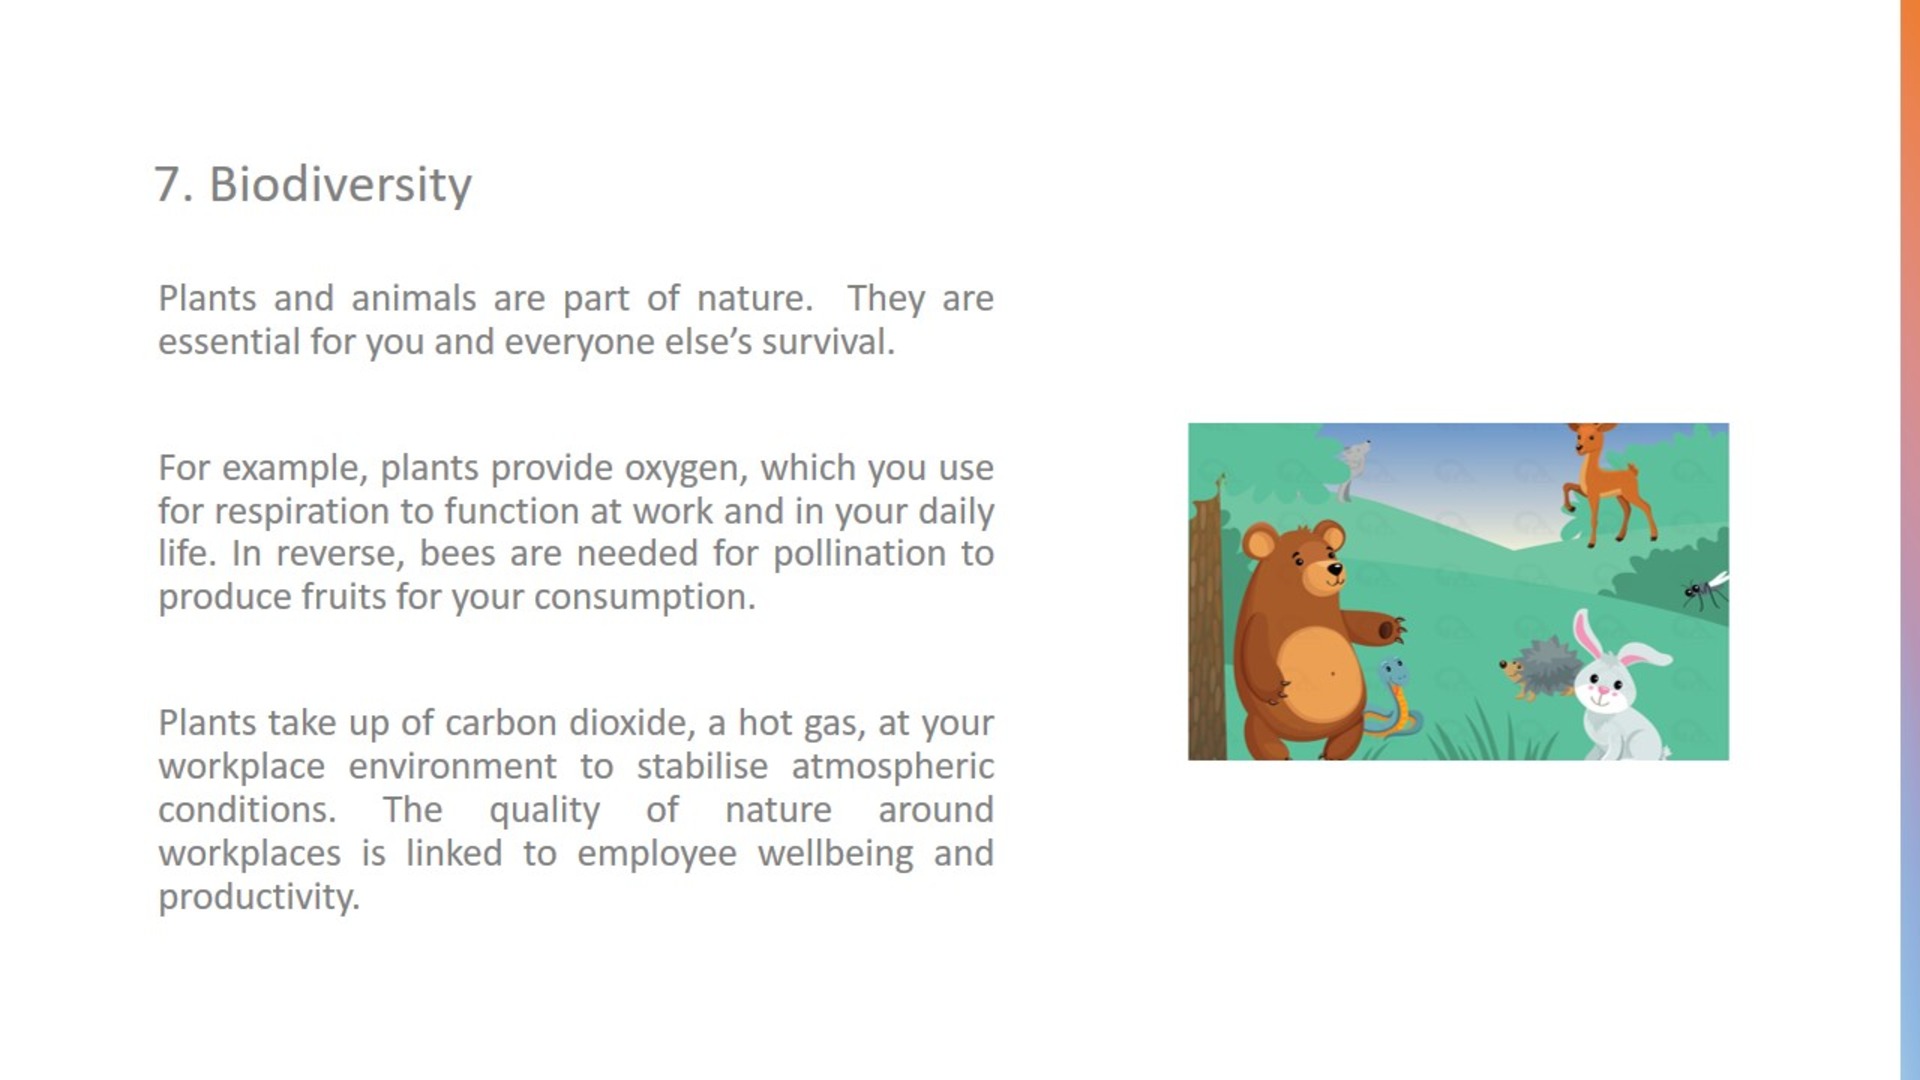 7. Biodiversity
Plants and animals are part of nature.  They are
essential for you and everyone else’s survival.
For example, plants provide oxygen, which you use
for respiration to function at work and in your daily
life. In reverse, bees are needed for pollination to
produce fruits for your consumption.
Plants take up of carbon dioxide, a hot gas, at your
workplace environment to stabilise atmospheric
conditions. The quality of nature around
workplaces is linked to employee wellbeing and
productivity.